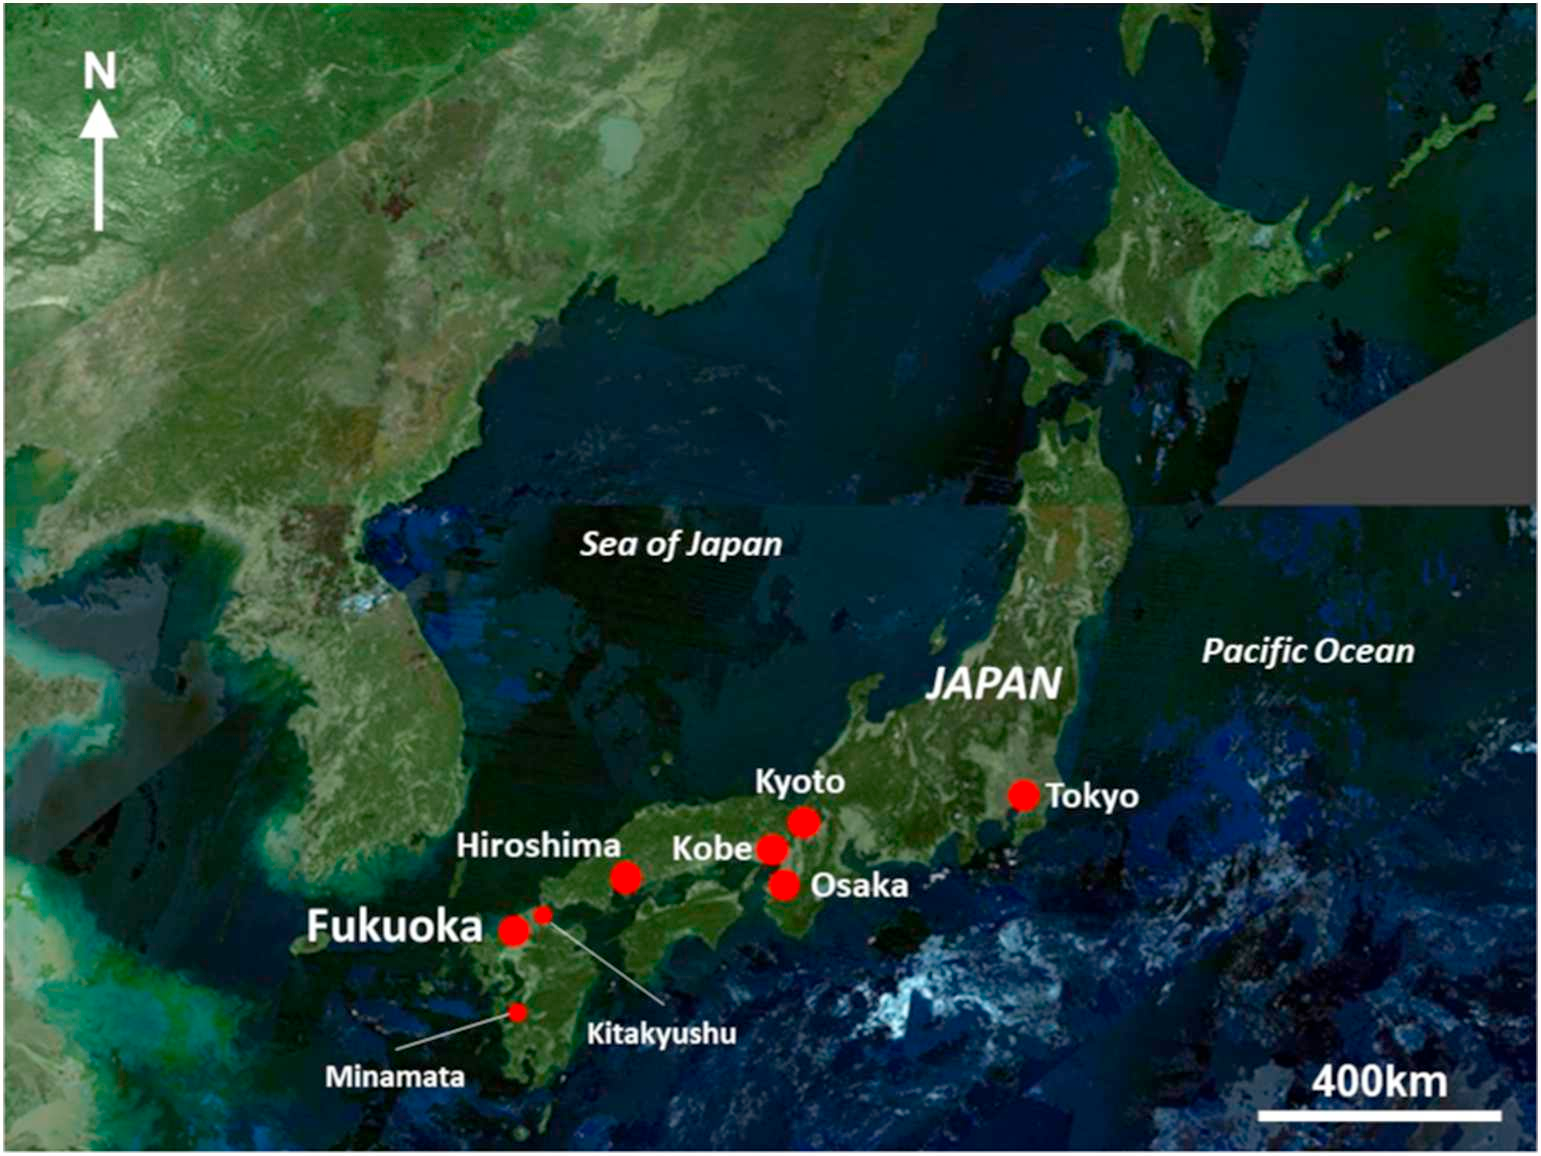 N
Sea of Japan
Pacific Ocean
JAPAN
Kyoto
Tokyo
Hiroshima
Kobe
Osaka
Fukuoka
Kitakyushu
Minamata
400km